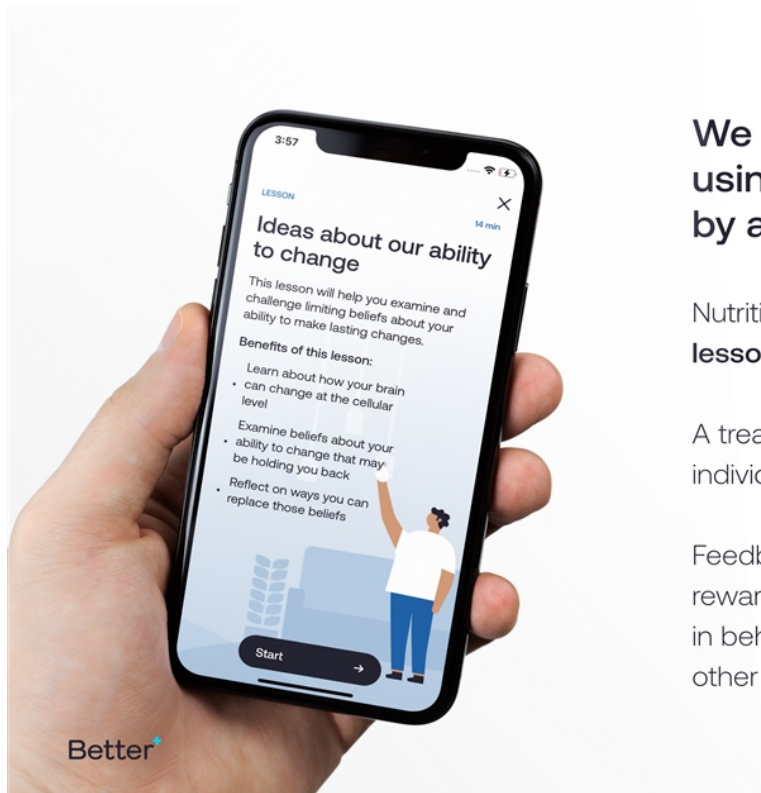 3:57
LESSON
14 min
Ideas about our ability
to change
This lesson will help you examine and
challenge limiting beliefs about your
ability to make lasting changes.
Benefits of this lesson:
Learn about how your brain
• can change at the cellular
level
Examine beliefs about your
• ability to change that may
be holding you back
• Reflect on ways you can
replace those beliefs
Start →
Better+
We
usin
by a
Nutriti
lesso
A trea
individ
Feedb
rewar
in beh
other